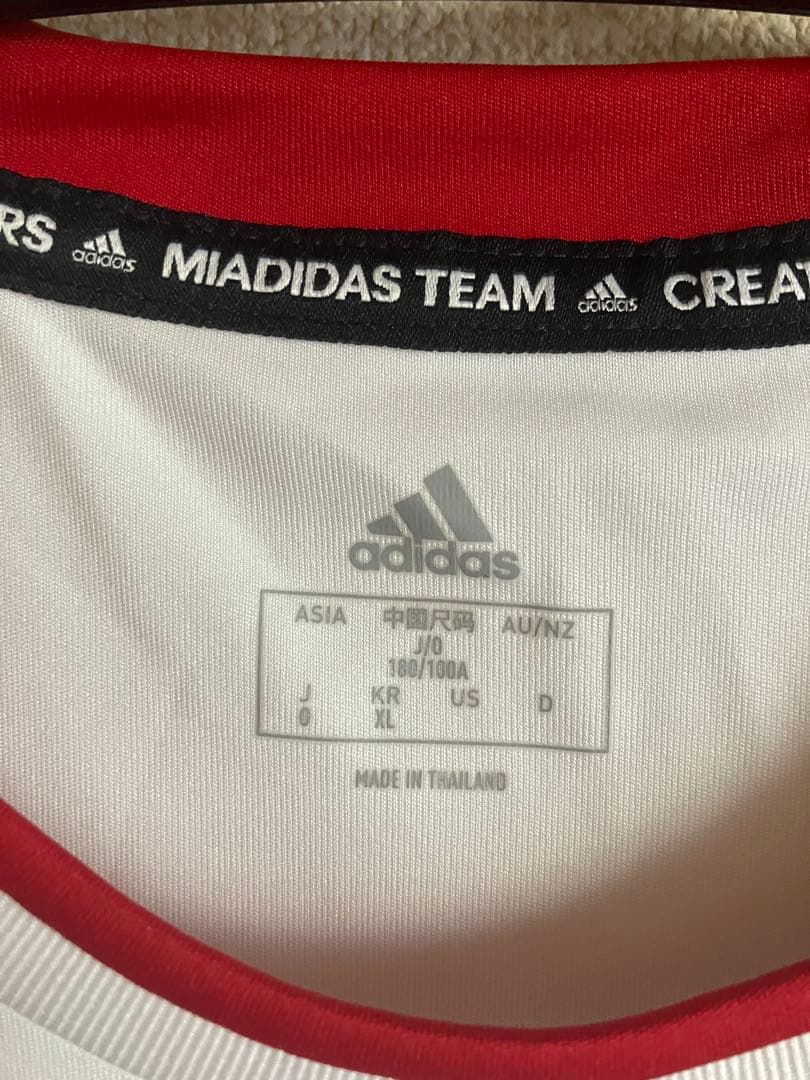 RS adidas MIADIDAS TEAM adidas CREAT
adidas
ASIA 中国尺码 AU/NZ
J/O
180/100A
J KR US D
O XL
MADE IN THAILAND